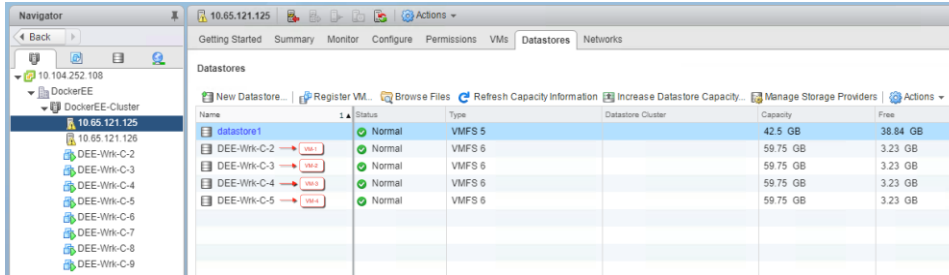 Navigator
10.65.121.125
Actions
Back
Getting Started Summary Monitor Configure Permissions VMs Datastores Networks
10.104.252.108
DockerEE
DockerEE-Cluster
10.65.121.125
10.65.121.126
DEE-Wrk-C-2
DEE-Wrk-C-3
DEE-Wrk-C-4
DEE-Wrk-C-5
DEE-Wrk-C-6
DEE-Wrk-C-7
DEE-Wrk-C-8
DEE-Wrk-C-9
Datastores
New Datastore... Register VM... Browse Files Refresh Capacity Information Increase Datastore Capacity... Manage Storage Providers Actions
Name 1 Status Type Datastore Cluster Capacity Free
datastore1 Normal VMFS 5 42.5 GB 38.84 GB
DEE-Wrk-C-2 VM-1 Normal VMFS 6 59.75 GB 3.23 GB
DEE-Wrk-C-3 VM-2 Normal VMFS 6 59.75 GB 3.23 GB
DEE-Wrk-C-4 VM-3 Normal VMFS 6 59.75 GB 3.23 GB
DEE-Wrk-C-5 VM-4 Normal VMFS 6 59.75 GB 3.23 GB